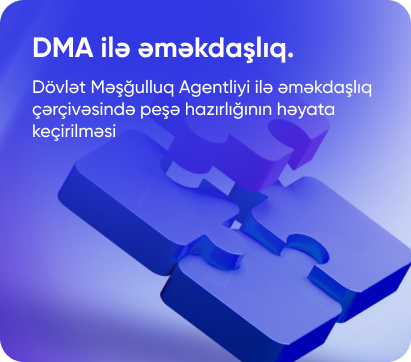 DMA ilə əməkdaşlıq.
Dövlət Məşğulluq Agentliyi ilə əməkdaşlıq
çərçivəsində peşə hazırlığının həyata
keçirilməsi